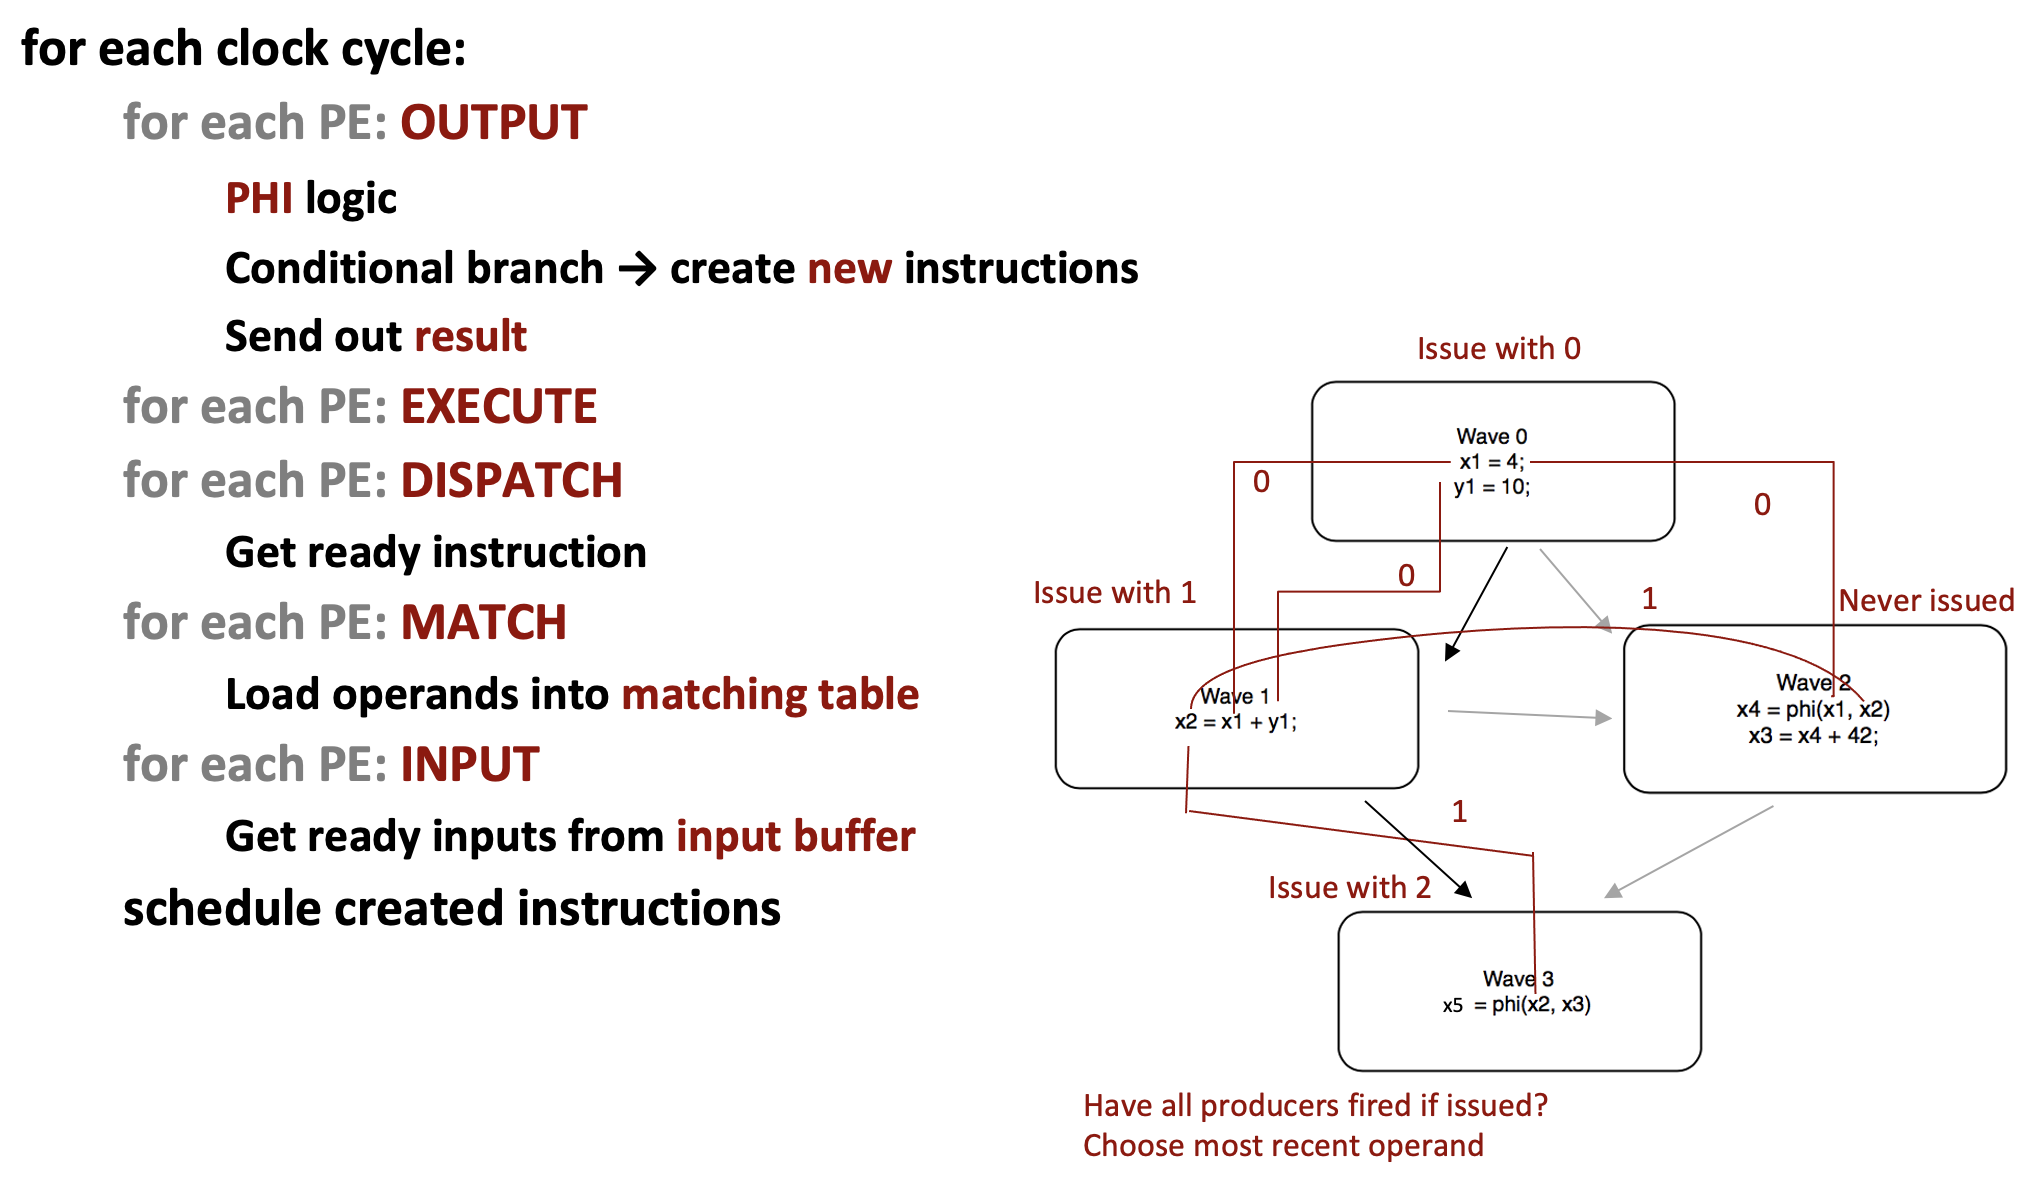 for each clock cycle:
for each PE: OUTPUT
PHI logic
Conditional branch → create new instructions
Send out result
for each PE: EXECUTE
for each PE: DISPATCH
Get ready instruction
for each PE: MATCH
Load operands into matching table
for each PE: INPUT
Get ready inputs from input buffer
schedule created instructions
Issue with 0
Wave 0
x1 = 4;
y1 = 10;
0
0
0
1
Issue with 1
Never issued
Wave 1
x2 = x1 + y1;
Wave 2
x4 = phi(x1, x2)
x3 = x4 + 42;
1
Issue with 2
Wave 3
x5 = phi(x2, x3)
Have all producers fired if issued?
Choose most recent operand